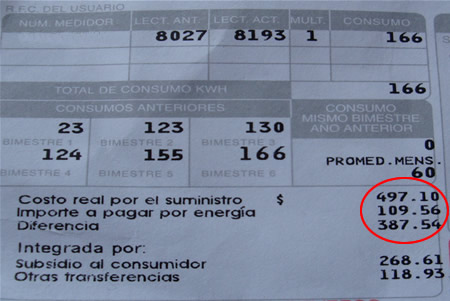 R.F.C. DEL USUARIO
NUM. MEDIDOR LECT. ANT. LECT. ACT. MULT. CONSUMO
8027 8193 1 166
TOTAL DE CONSUMO KWH 166
CONSUMOS ANTERIORES
CONSUMO MISMO BIMESTRE AÑO ANTERIOR
23 123 130
BIMESTRE 1 BIMESTRE 2 BIMESTRE 3
0
124 155 166
PROMED.MENS.
BIMESTRE 4 BIMESTRE 5 BIMESTRE 6
60
Costo real por el suministro $ 497.10
Importe a pagar por energía 109.56
Diferencia 387.54
Integrada por:
Subsidio al consumidor 268.61
Otras transferencias 118.93